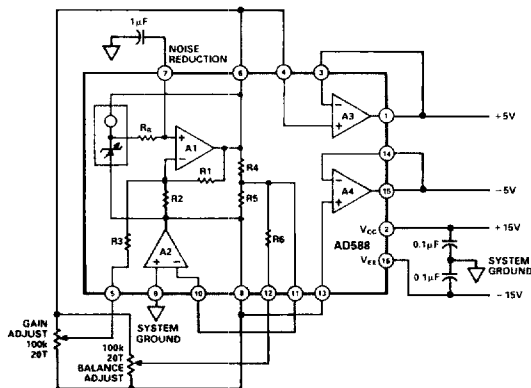 1µF
NOISE
REDUCTION
7
6
4
3
RB
A1
R1
R4
A3
1
+5V
14
A4
15
−5V
R2
R5
R3
R6
A2
VCC
2
+15V
AD588
0.1µF
SYSTEM
GROUND
VEE
16
0.1µF
−15V
5
9
10
8
12
11
13
GAIN
ADJUST
100k
20T
SYSTEM
GROUND
100k
20T
BALANCE
ADJUST